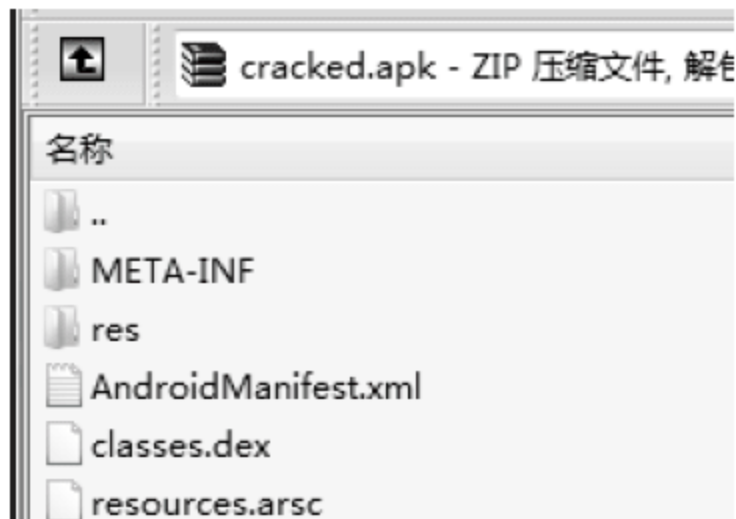 cracked.apk - ZIP 压缩文件, 解包
名称
..
META-INF
res
AndroidManifest.xml
classes.dex
resources.arsc